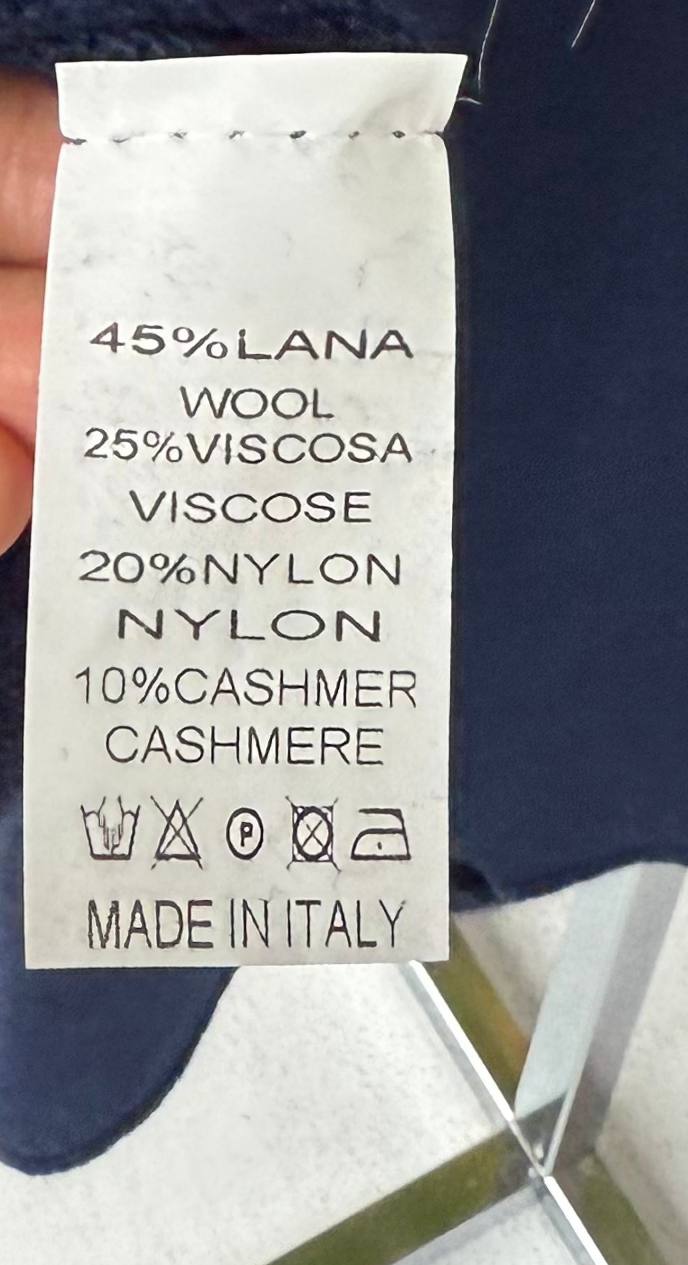 45%LANA
WOOL
25%VISCOSA
VISCOSE
20%NYLON
NYLON
10%CASHMER
CASHMERE
P
MADE IN ITALY